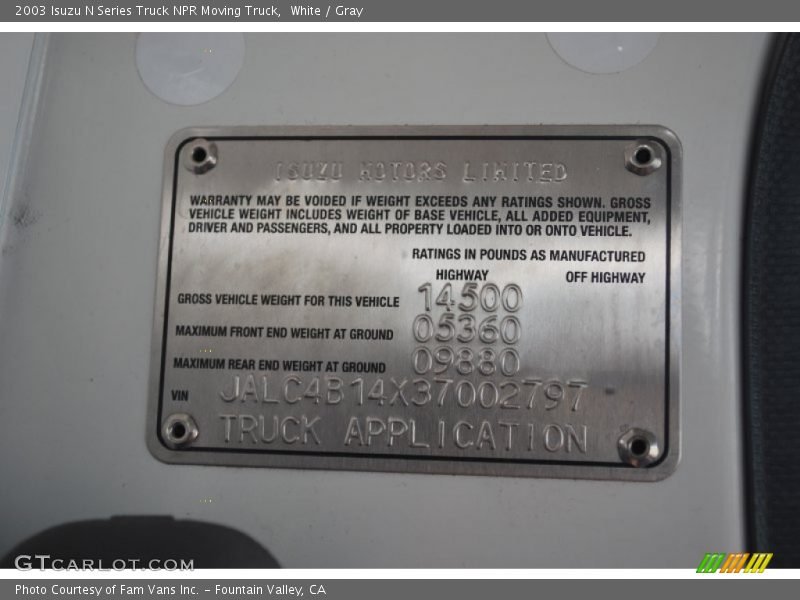 2003 Isuzu N Series Truck NPR Moving Truck, White / Gray
ISUZU MOTORS LIMITED
WARRANTY MAY BE VOIDED IF WEIGHT EXCEEDS ANY RATINGS SHOWN. GROSS
VEHICLE WEIGHT INCLUDES WEIGHT OF BASE VEHICLE, ALL ADDED EQUIPMENT,
DRIVER AND PASSENGERS, AND ALL PROPERTY LOADED INTO OR ONTO VEHICLE.
RATINGS IN POUNDS AS MANUFACTURED
HIGHWAY OFF HIGHWAY
GROSS VEHICLE WEIGHT FOR THIS VEHICLE 14500
MAXIMUM FRONT END WEIGHT AT GROUND 05360
MAXIMUM REAR END WEIGHT AT GROUND 09880
VIN JALC4B14X37002797
TRUCK APPLICATION
GTCARLOT.COM
Photo Courtesy of Fam Vans Inc. - Fountain Valley, CA